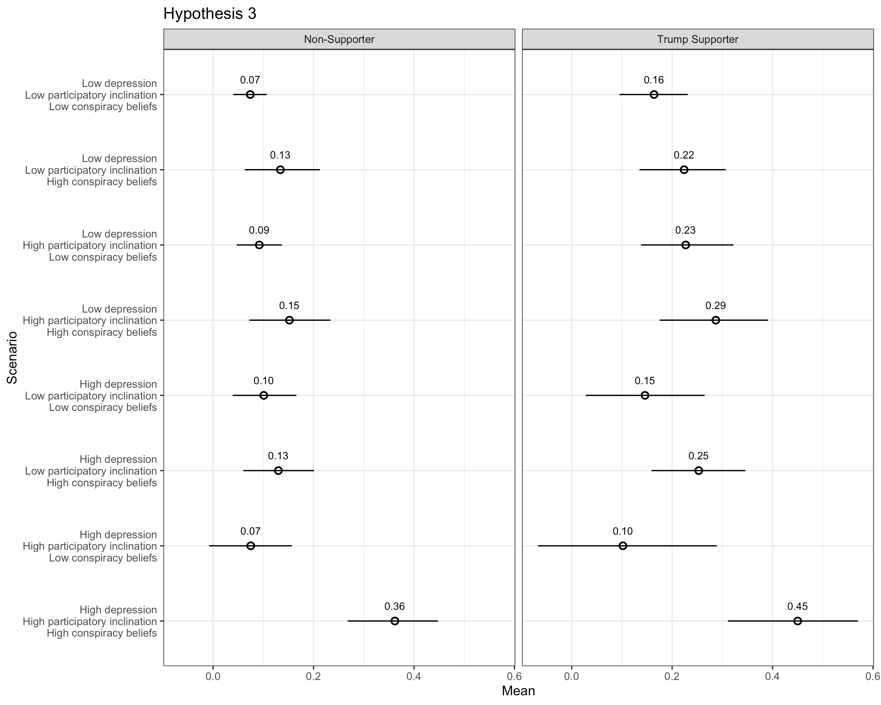 Hypothesis 3
Non-Supporter
Trump Supporter
Low depression
Low participatory inclination
Low conspiracy beliefs
0.07
0.16
Low depression
Low participatory inclination
High conspiracy beliefs
0.13
0.22
Low depression
High participatory inclination
Low conspiracy beliefs
0.09
0.23
Low depression
High participatory inclination
High conspiracy beliefs
0.15
0.29
High depression
Low participatory inclination
Low conspiracy beliefs
0.10
0.15
High depression
Low participatory inclination
High conspiracy beliefs
0.13
0.25
High depression
High participatory inclination
Low conspiracy beliefs
0.07
0.10
High depression
High participatory inclination
High conspiracy beliefs
0.36
0.45
Scenario
0.0 0.2 0.4 0.6
0.0 0.2 0.4 0.6
Mean